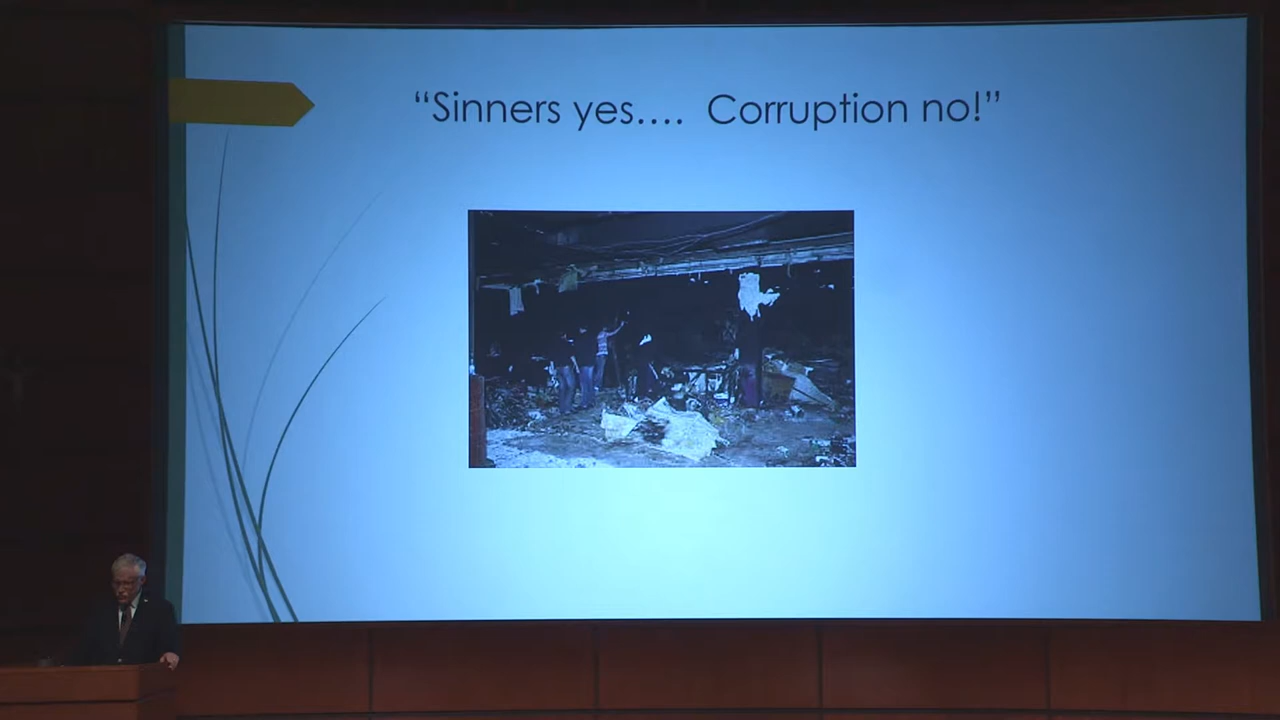 “Sinners yes.... Corruption no!”